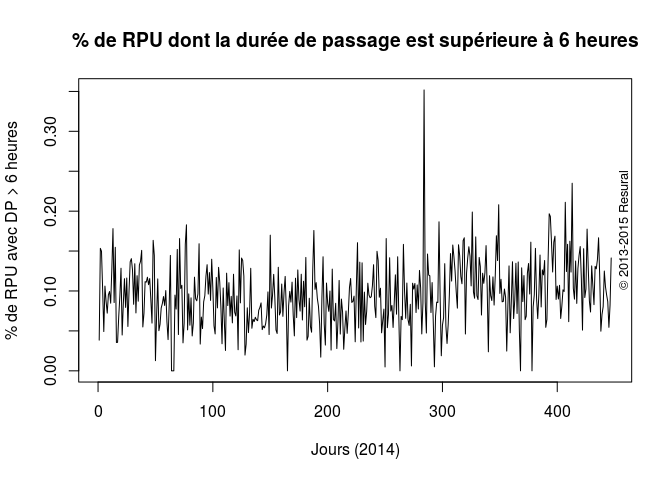 % de RPU dont la durée de passage est supérieure à 6 heures
% de RPU avec DP > 6 heures
0.30
0.20
0.10
0.00
© 2013-2015 Resural
0 100 200 300 400
Jours (2014)